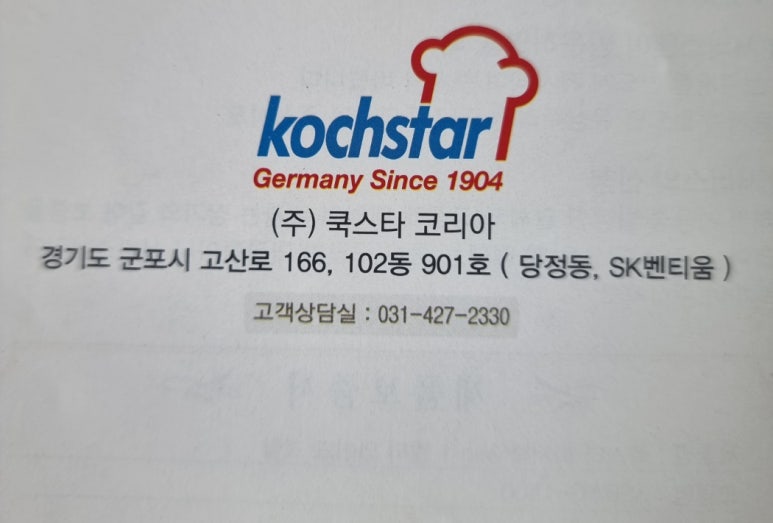 kochstar
Germany Since 1904
(주) 쿡스타 코리아
경기도 군포시 고산로 166, 102동 901호 ( 당정동, SK벤티움 )
고객상담실 : 031-427-2330